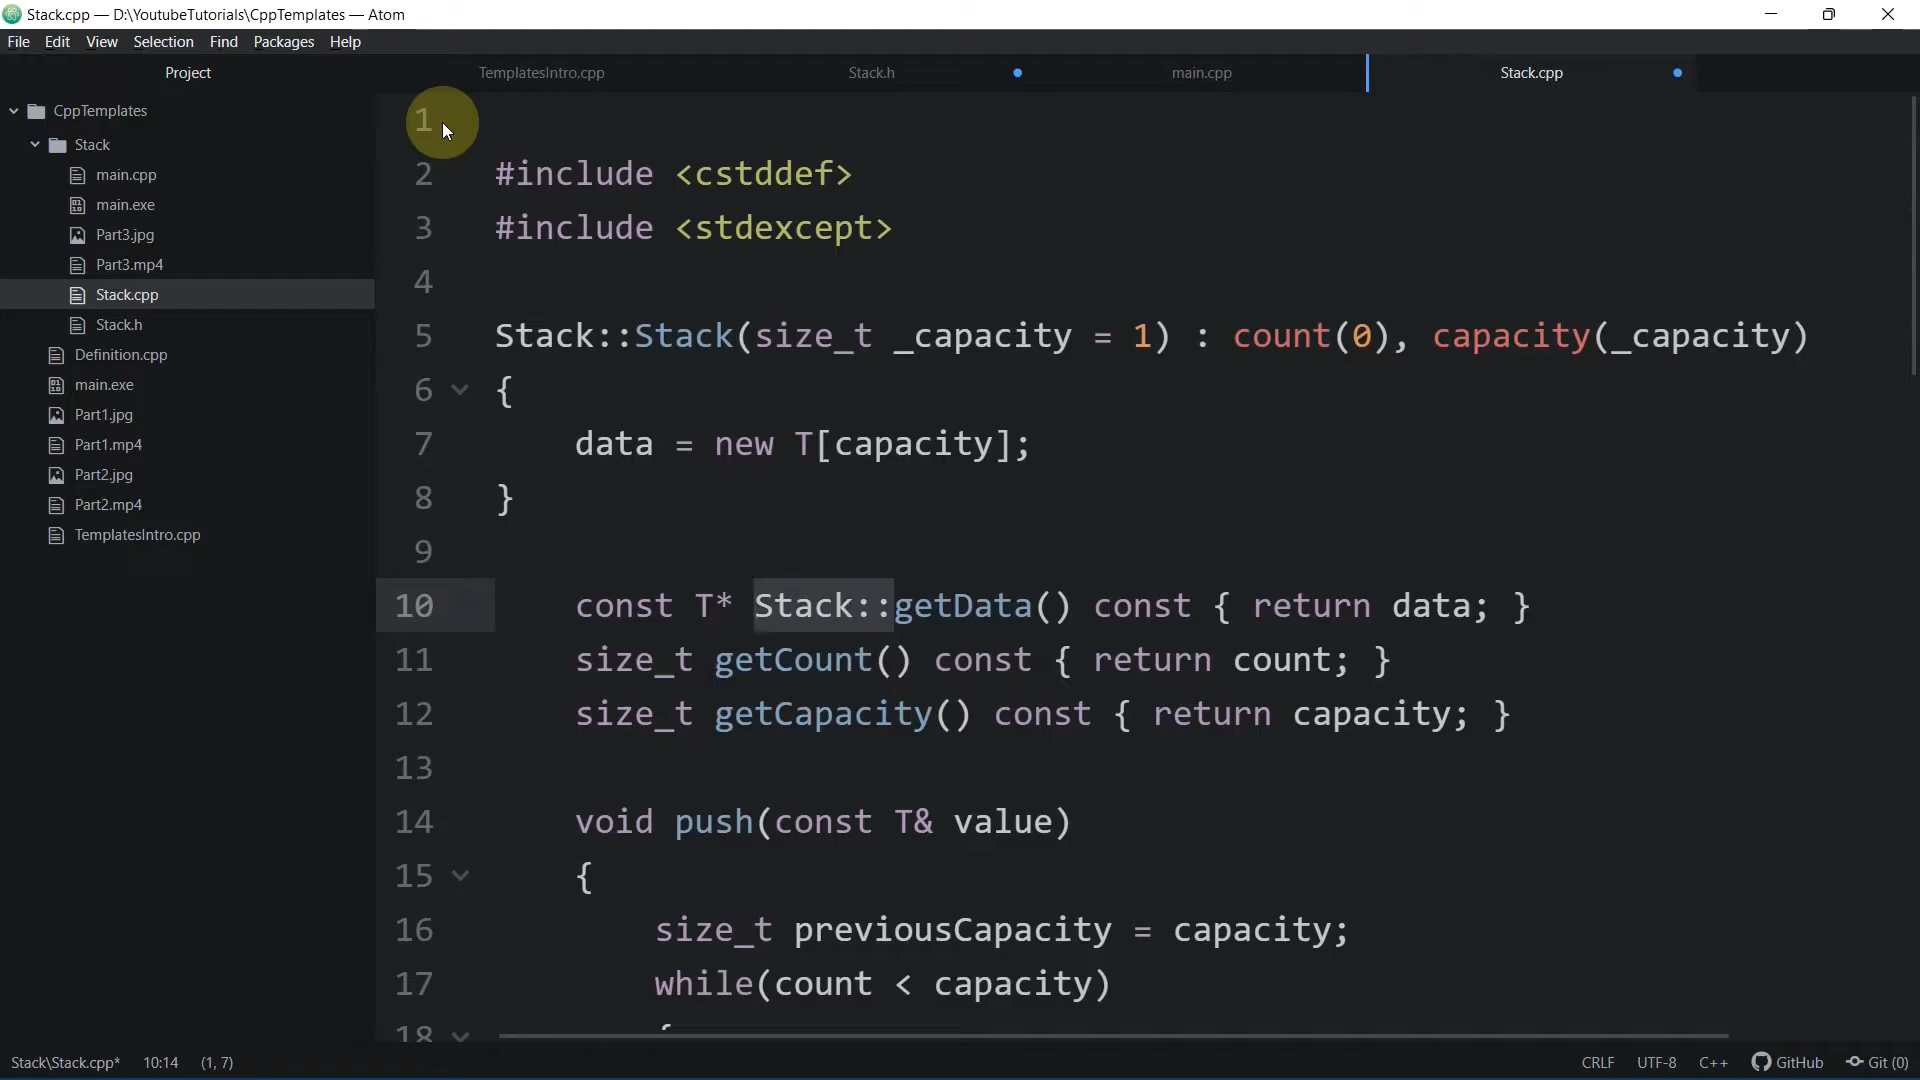 Stack.cpp — D:\YoutubeTutorials\CppTemplates — Atom
File Edit View Selection Find Packages Help
Project
TemplatesIntro.cpp Stack.h main.cpp Stack.cpp
CppTemplates
Stack
main.cpp
main.exe
Part3.jpg
Part3.mp4
Stack.cpp
Stack.h
Definition.cpp
main.exe
Part1.jpg
Part1.mp4
Part2.jpg
Part2.mp4
TemplatesIntro.cpp
1
2 #include <cstddef>
3 #include <stdexcept>
4
5 Stack::Stack(size_t _capacity = 1) : count(0), capacity(_capacity)
6 {
7 data = new T[capacity];
8 }
9
10 const T* Stack::getData() const { return data; }
11 size_t getCount() const { return count; }
12 size_t getCapacity() const { return capacity; }
13
14 void push(const T& value)
15 {
16 size_t previousCapacity = capacity;
17 while(count < capacity)
18 {
Stack\Stack.cpp* 10:14 (1, 7) CRLF UTF-8 C++ GitHub Git (0)